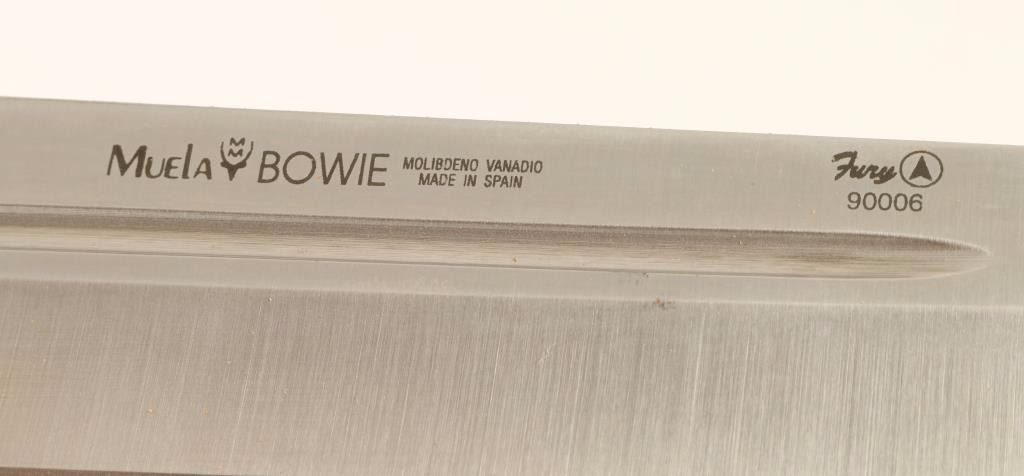 MUELA BOWIE MOLIBDENO VANADIO
MADE IN SPAIN
Fury
90006